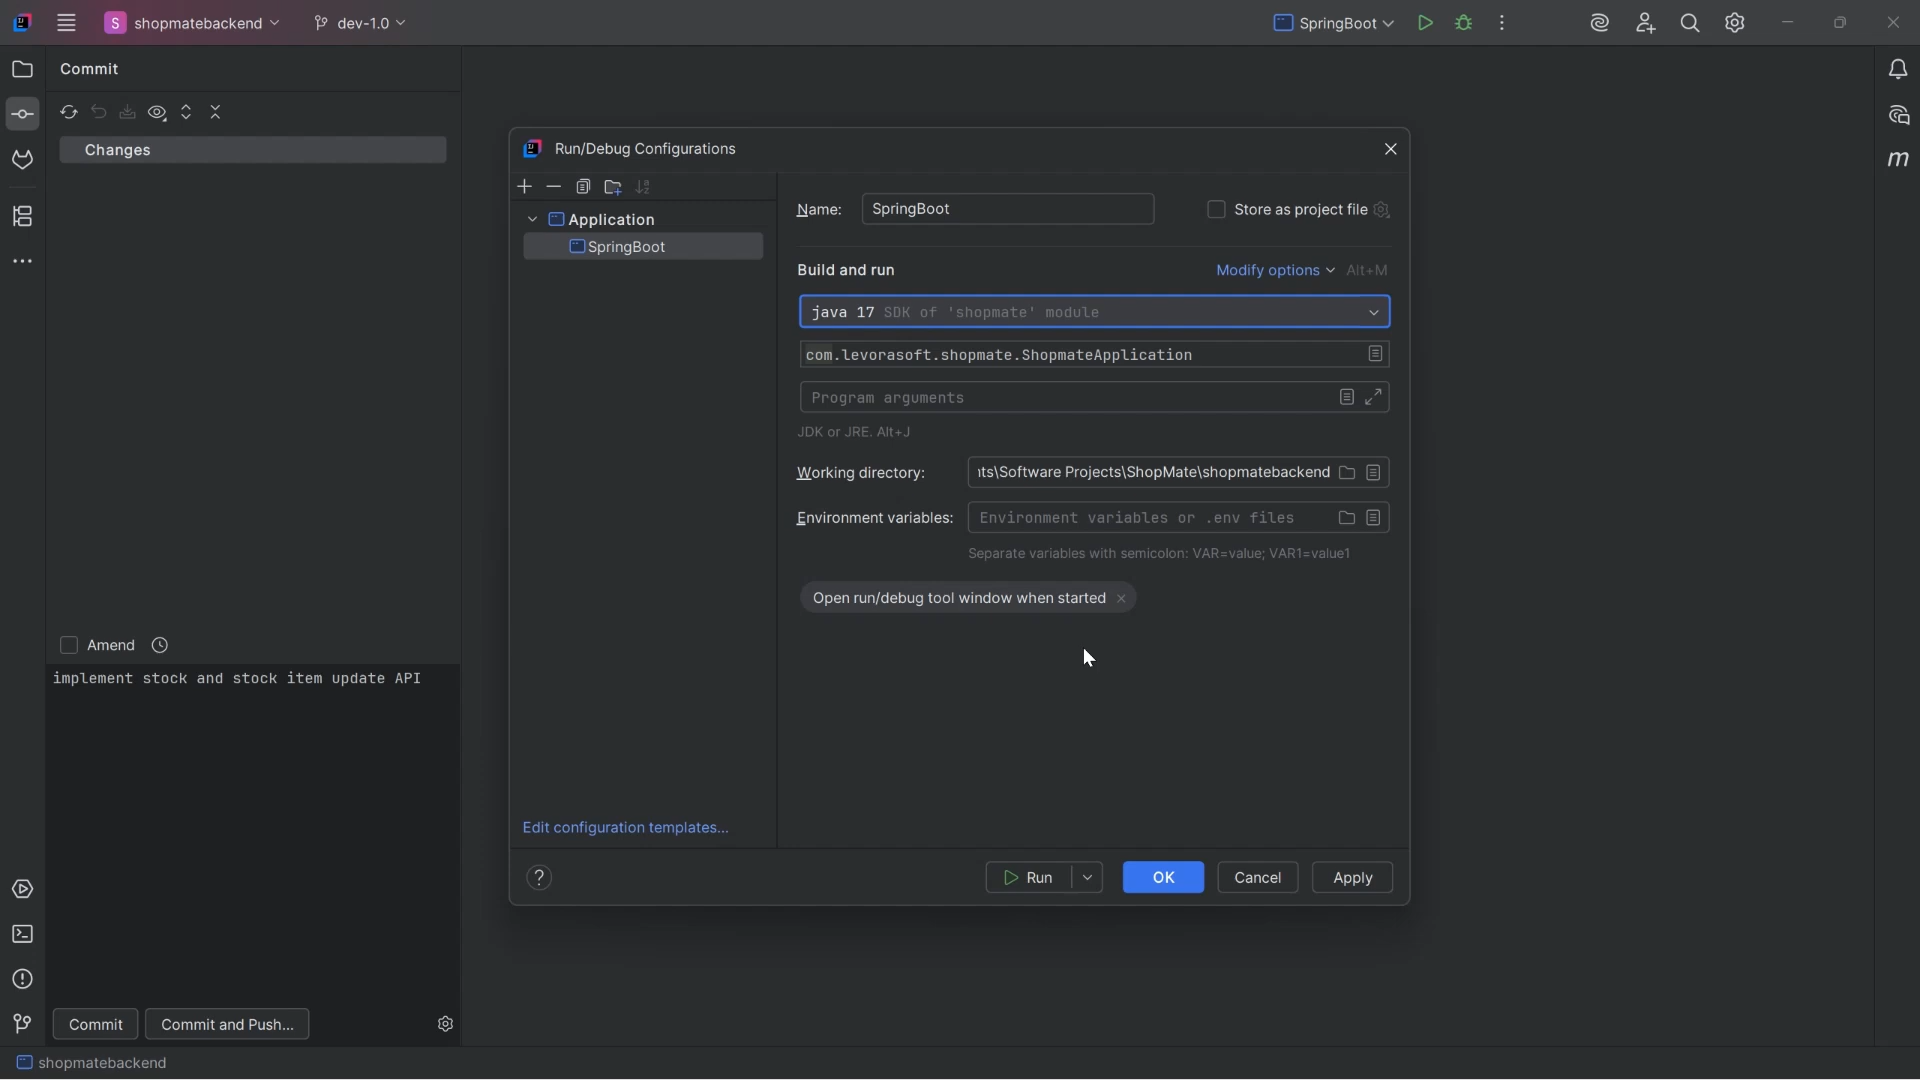 S shopmatebackend dev-1.0 SpringBoot
Commit
Changes
Amend
implement stock and stock item update API
Commit Commit and Push...
shopmatebackend
Run/Debug Configurations
Application
SpringBoot
Edit configuration templates...
Name: SpringBoot Store as project file
Build and run Modify options Alt+M
java 17 SDK of 'shopmate' module
com.levorasoft.shopmate.ShopmateApplication
Program arguments
JDK or JRE. Alt+J
Working directory: ts\Software Projects\ShopMate\shopmatebackend
Environment variables: Environment variables or .env files
Separate variables with semicolon: VAR=value; VAR1=value1
Open run/debug tool window when started
? Run OK Cancel Apply
m